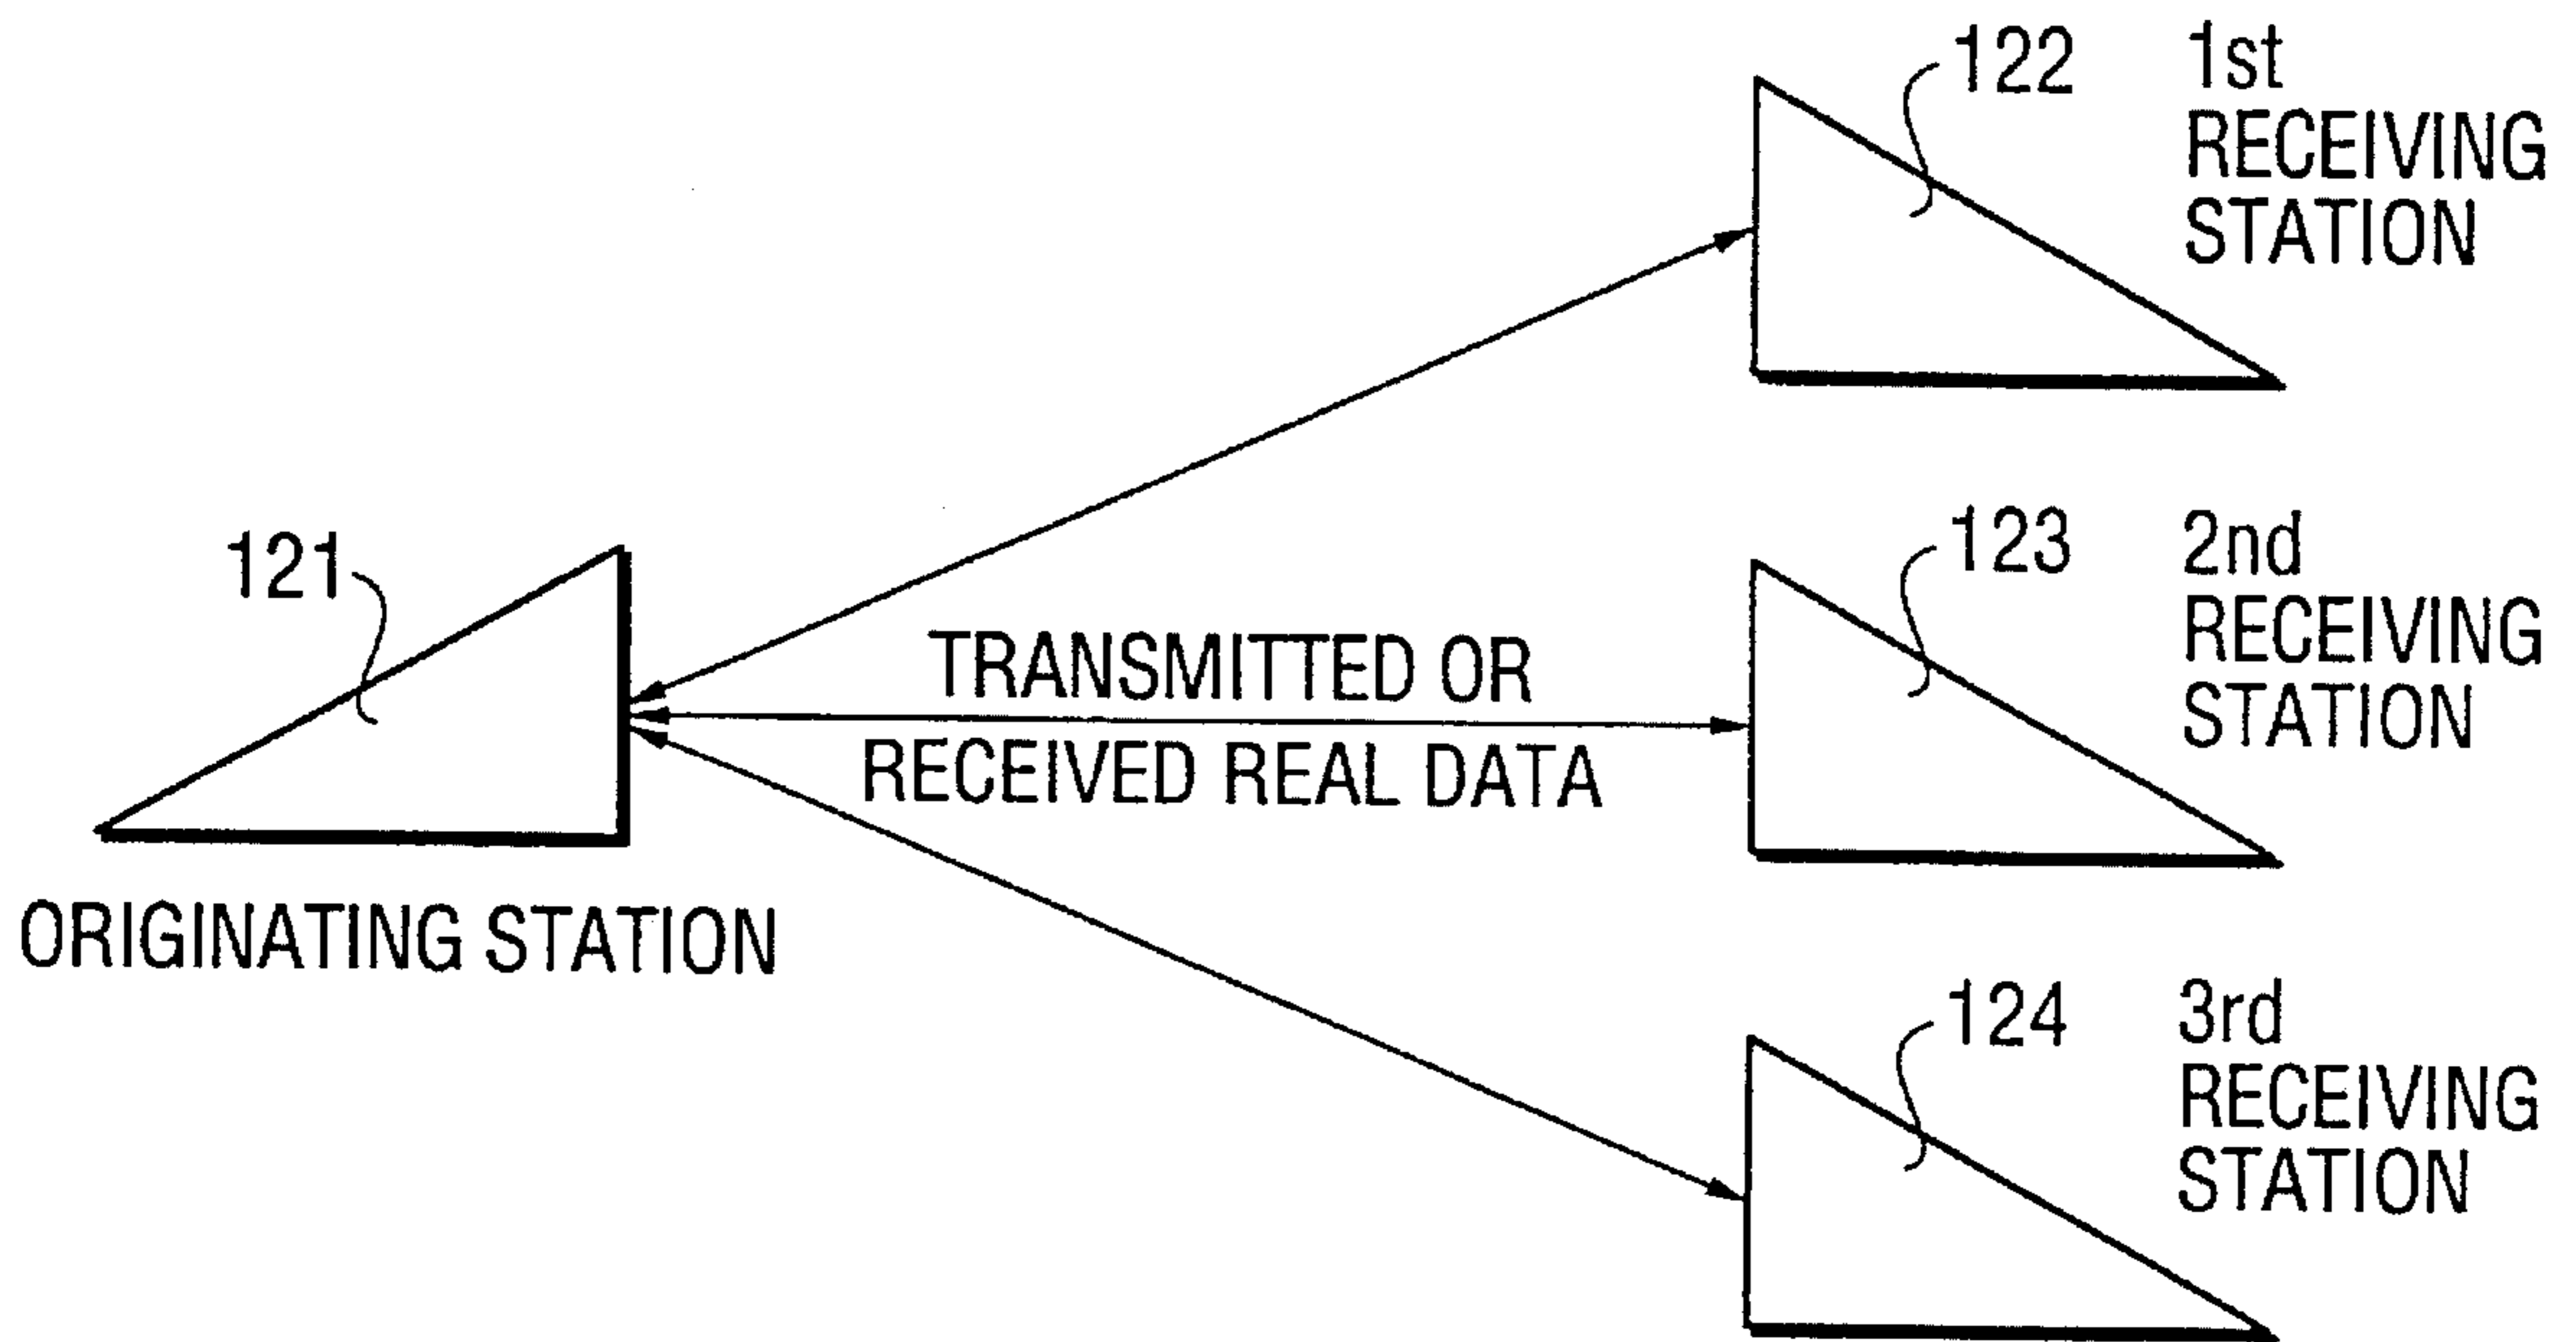 122
1st
RECEIVING
STATION
121
TRANSMITTED OR
RECEIVED REAL DATA
123
2nd
RECEIVING
STATION
ORIGINATING STATION
124
3rd
RECEIVING
STATION